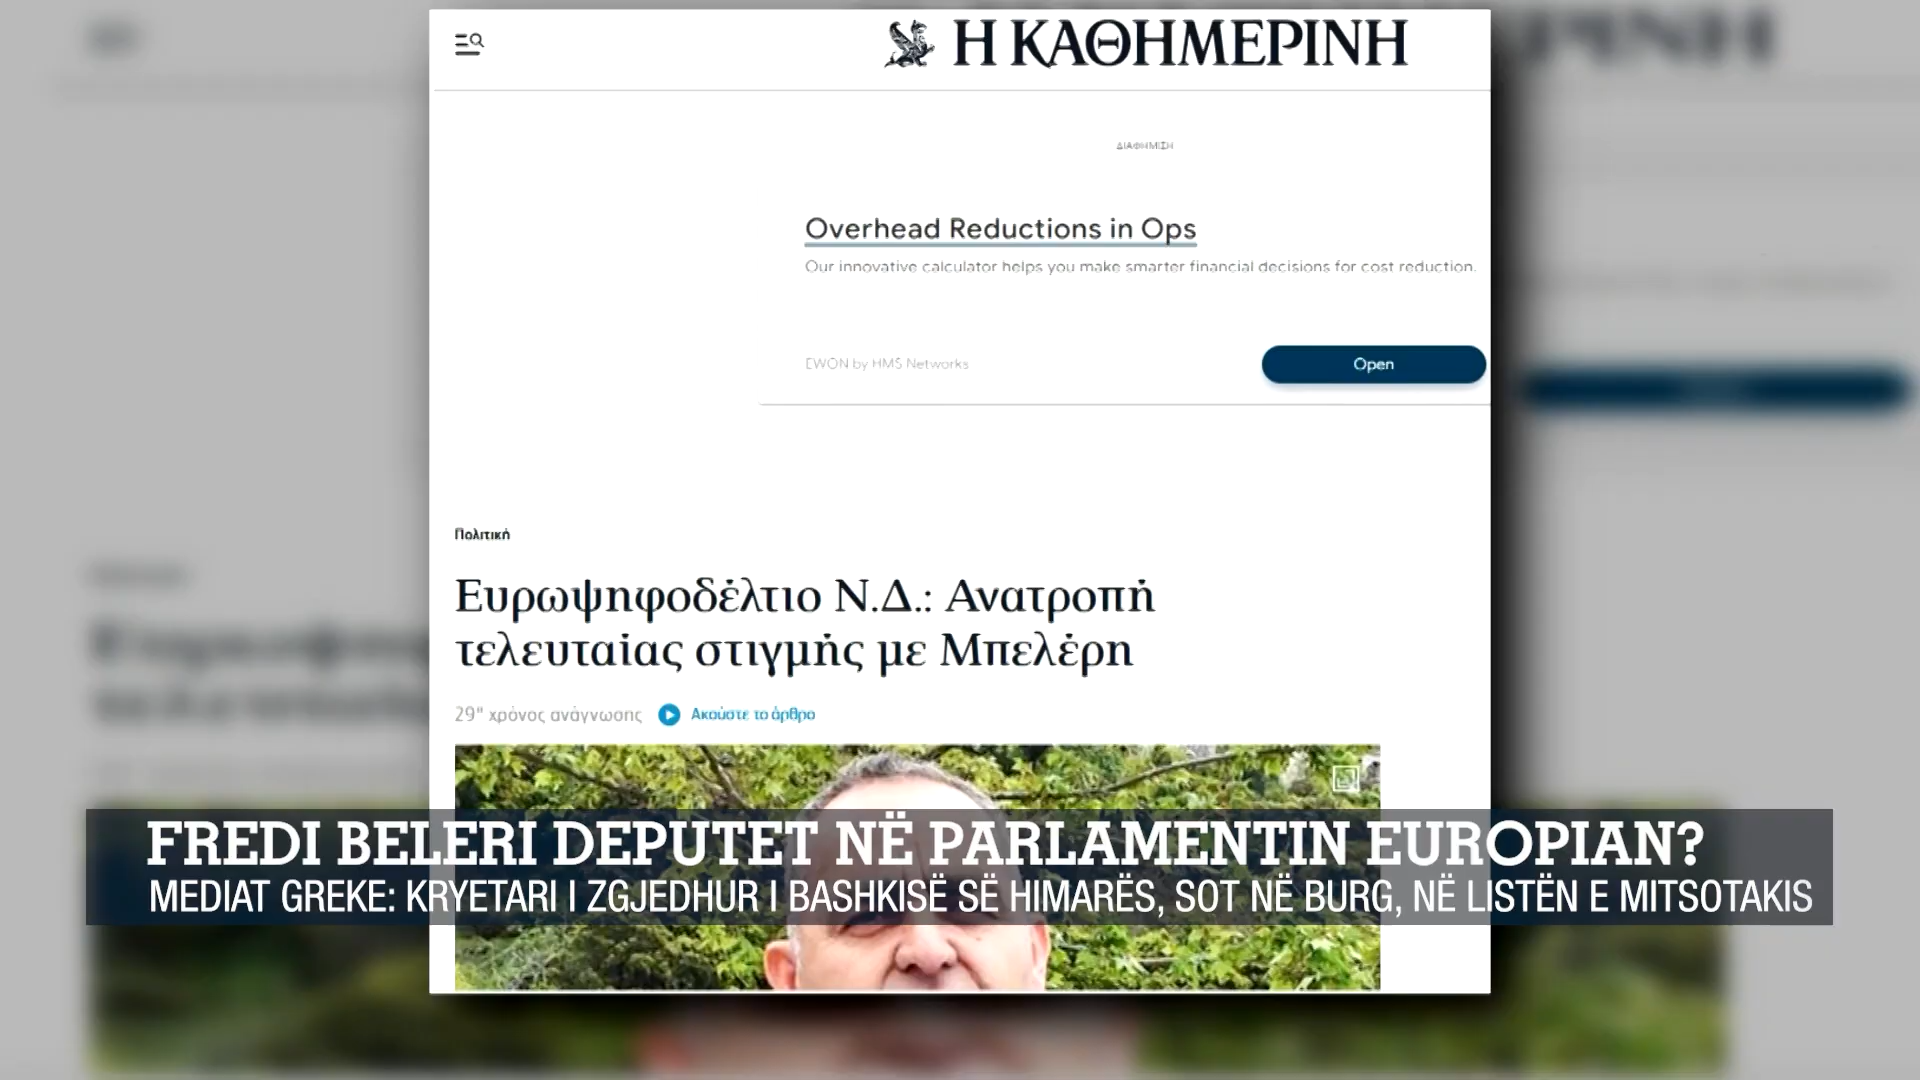 Η ΚΑΘΗΜΕΡΙΝΗ
ΔΙΑΦΗΜΙΣΗ
Overhead Reductions in Ops
Our innovative calculator helps you make smarter financial decisions for cost reduction.
EWON by HMS Networks
Open
Πολιτική
Ευρωψηφοδέλτιο Ν.Δ.: Ανατροπή
τελευταίας στιγμής με Μπελέρη
29" χρόνος ανάγνωσης
Ακούστε το άρθρο
FREDI BELERI DEPUTET NË PARLAMENTIN EUROPIAN?
MEDIAT GREKE: KRYETARI I ZGJEDHUR I BASHKISË SË HIMARËS, SOT NË BURG, NË LISTËN E MITSOTAKIS